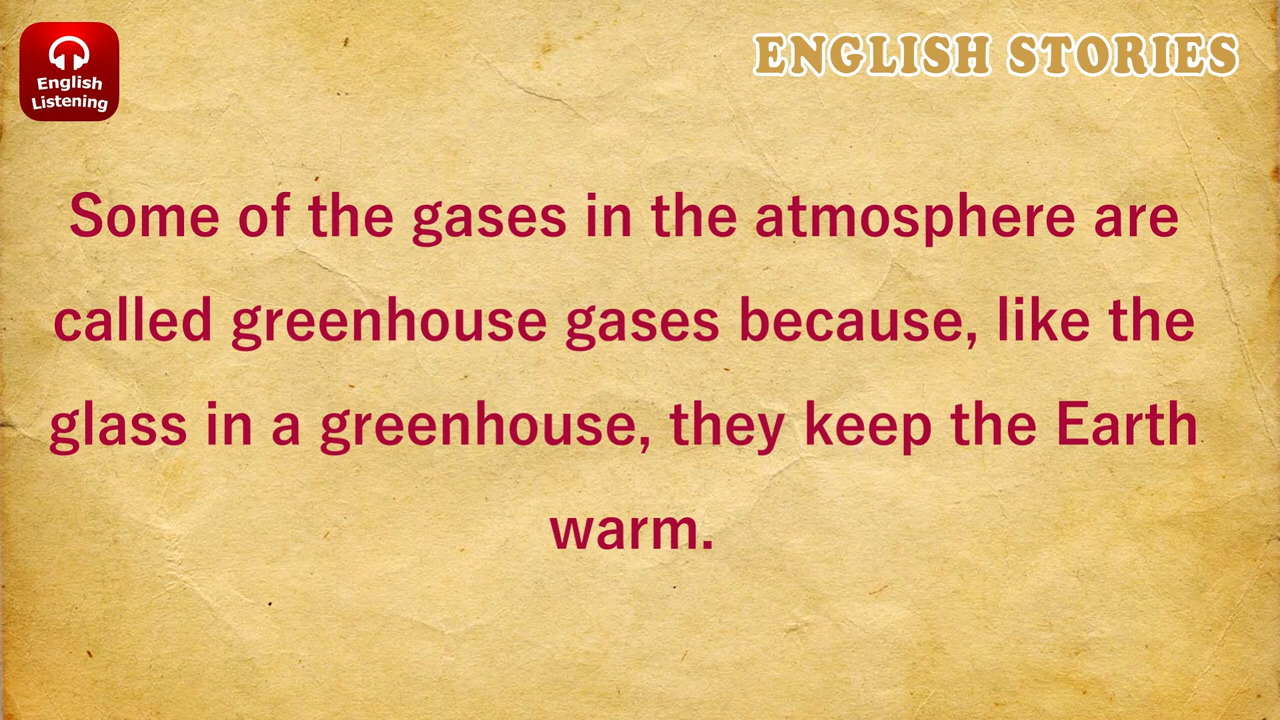 English
Listening
ENGLISH STORIES
Some of the gases in the atmosphere are
called greenhouse gases because, like the
glass in a greenhouse, they keep the Earth
warm.